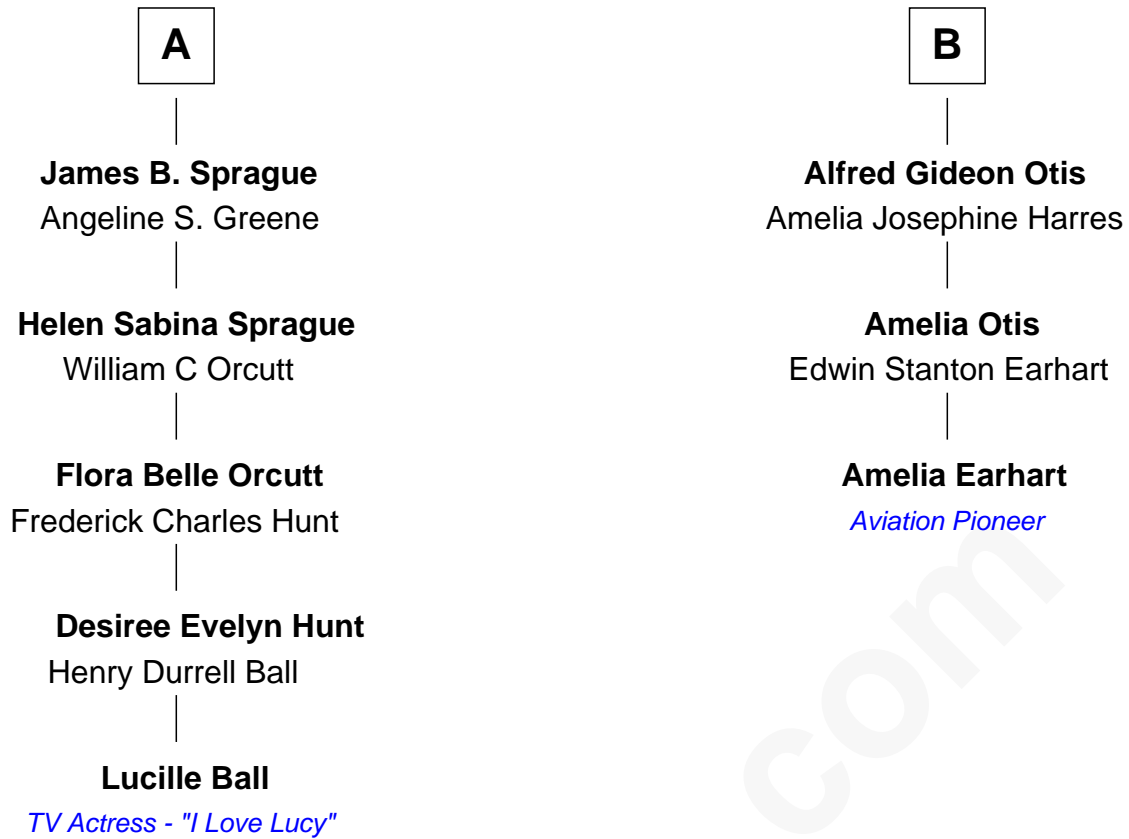 A
James B. Sprague
Angeline S. Greene
Helen Sabina Sprague
William C Orcutt
Flora Belle Orcutt
Frederick Charles Hunt
Desiree Evelyn Hunt
Henry Durrell Ball
Lucille Ball
TV Actress - "I Love Lucy"
B
Alfred Gideon Otis
Amelia Josephine Harres
Amelia Otis
Edwin Stanton Earhart
Amelia Earhart
Aviation Pioneer
com